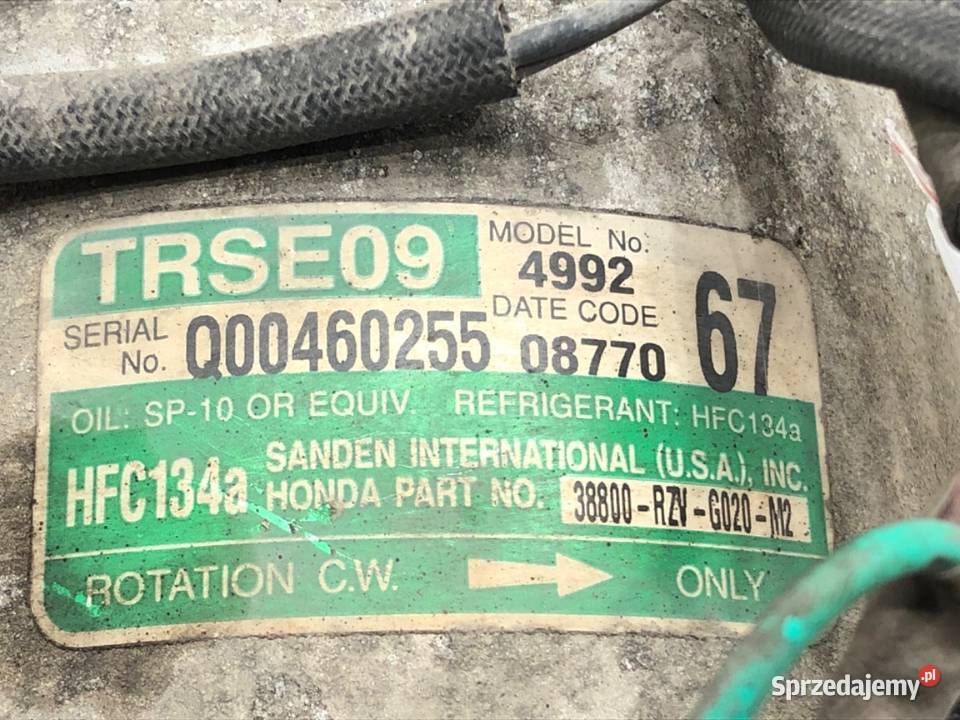 TRSE09
MODEL No.
4992
SERIAL No. Q00460255
DATE CODE
08770
67
OIL: SP-10 OR EQUIV. REFRIGERANT: HFC134a
HFC134a
SANDEN INTERNATIONAL (U.S.A.), INC.
HONDA PART NO. 38800-RZV-G020-M2
ROTATION C.W. ONLY
Sprzedajemy.pl